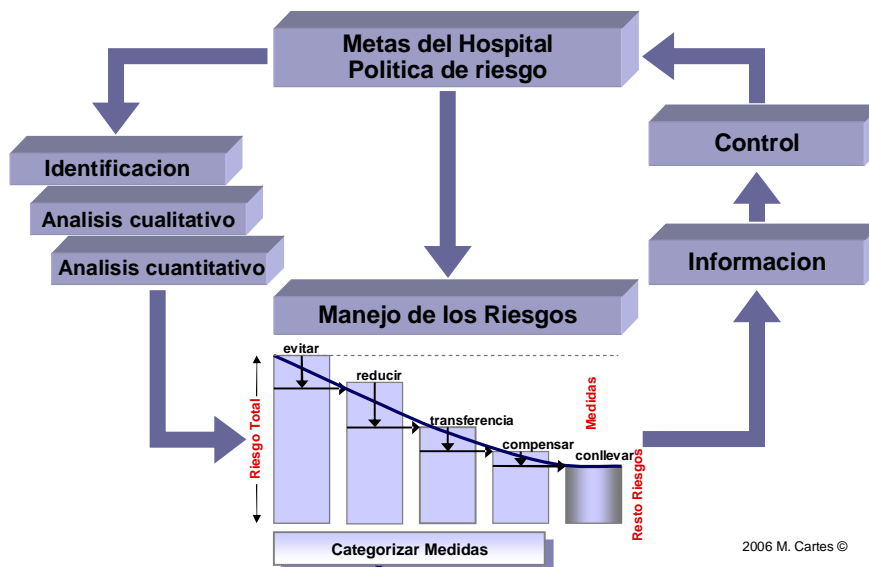 Metas del Hospital
Politica de riesgo
Identificacion
Analisis cualitativo
Analisis cuantitativo
Control
Informacion
Manejo de los Riesgos
evitar
reducir
transferencia
compensar
conllevar
Riesgo Total
Medidas
Resto Riesgos
Categorizar Medidas
2006 M. Cartes ©